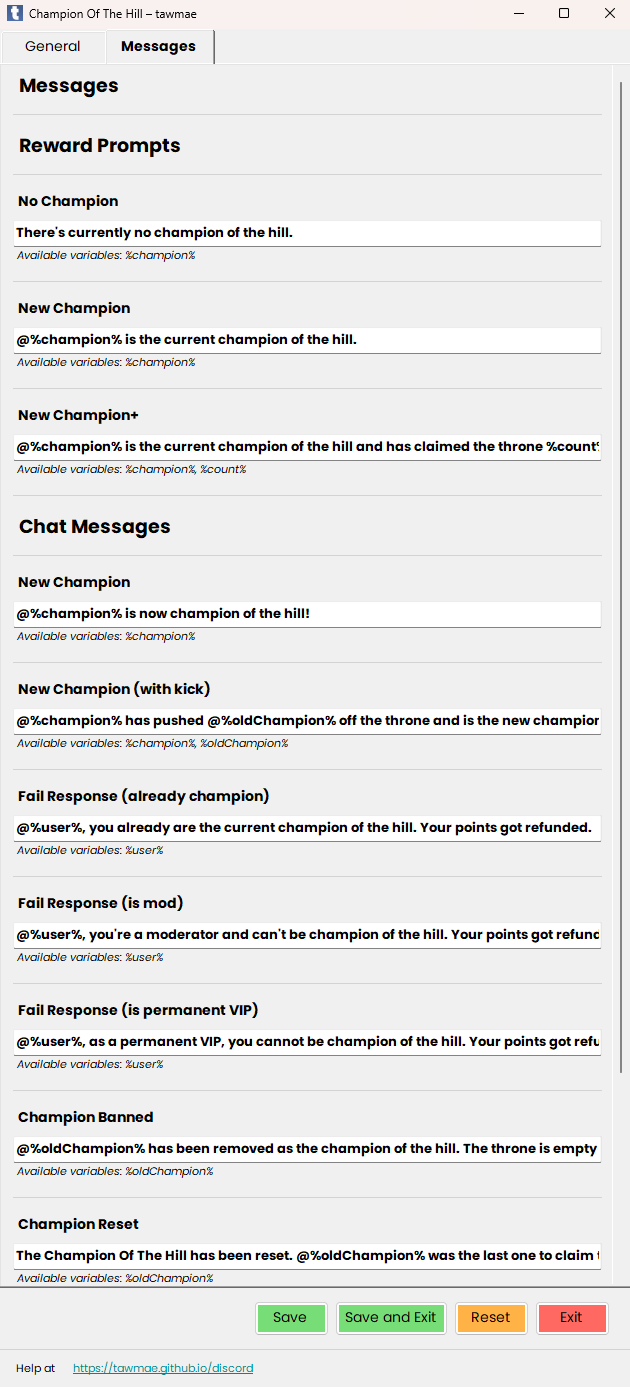 Champion Of The Hill – tawmae
General
Messages
Messages
Reward Prompts
No Champion
There's currently no champion of the hill.
Available variables: %champion%
New Champion
@%champion% is the current champion of the hill.
Available variables: %champion%
New Champion+
@%champion% is the current champion of the hill and has claimed the throne %count%
Available variables: %champion%, %count%
Chat Messages
New Champion
@%champion% is now champion of the hill!
Available variables: %champion%
New Champion (with kick)
@%champion% has pushed @%oldChampion% off the throne and is the new champion
Available variables: %champion%, %oldChampion%
Fail Response (already champion)
@%user%, you already are the current champion of the hill. Your points got refunded.
Available variables: %user%
Fail Response (is mod)
@%user%, you're a moderator and can't be champion of the hill. Your points got refund
Available variables: %user%
Fail Response (is permanent VIP)
@%user%, as a permanent VIP, you cannot be champion of the hill. Your points got refu
Available variables: %user%
Champion Banned
@%oldChampion% has been removed as the champion of the hill. The throne is empty
Available variables: %oldChampion%
Champion Reset
The Champion Of The Hill has been reset. @%oldChampion% was the last one to claim
Available variables: %oldChampion%
Save
Save and Exit
Reset
Exit
Help at https://tawmae.github.io/discord